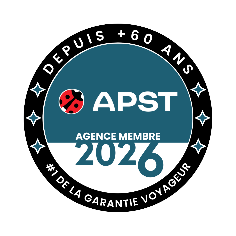 DEPUIS +60 ANS
APST
AGENCE MEMBRE
2026
#1 DE LA GARANTIE VOYAGEUR